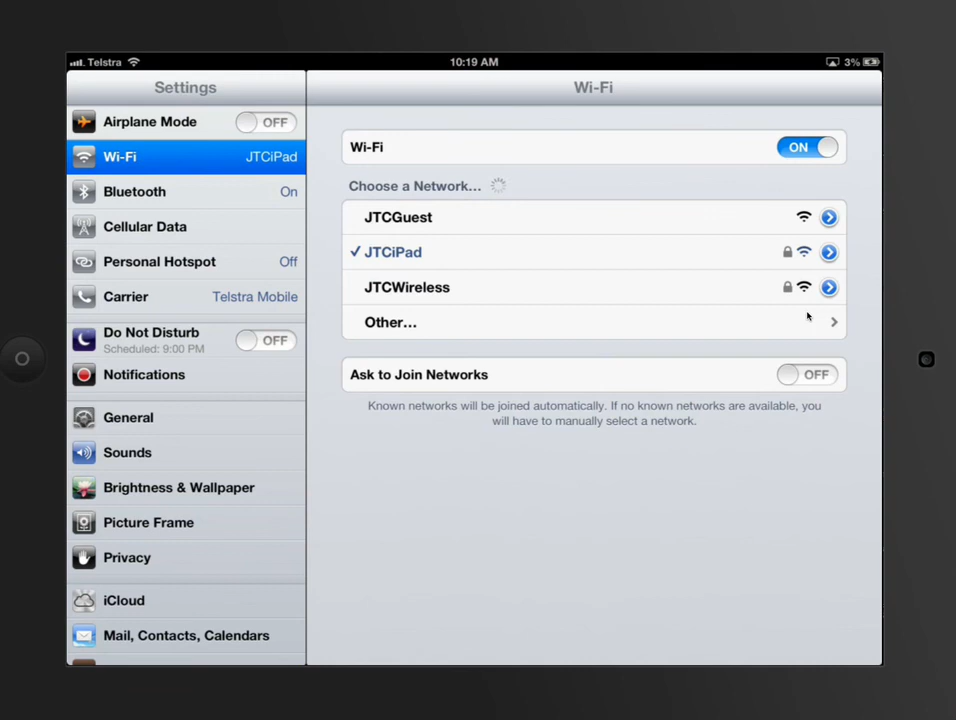 Telstra
10:19 AM
3%
Settings
Wi-Fi
Airplane Mode OFF
Wi-Fi JTCiPad
Bluetooth On
Cellular Data
Personal Hotspot Off
Carrier Telstra Mobile
Do Not Disturb OFF
Scheduled: 9:00 PM
Notifications
General
Sounds
Brightness & Wallpaper
Picture Frame
Privacy
iCloud
Mail, Contacts, Calendars
Wi-Fi ON
Choose a Network...
JTCGuest
JTCiPad
JTCWireless
Other...
Ask to Join Networks OFF
Known networks will be joined automatically. If no known networks are available, you
will have to manually select a network.